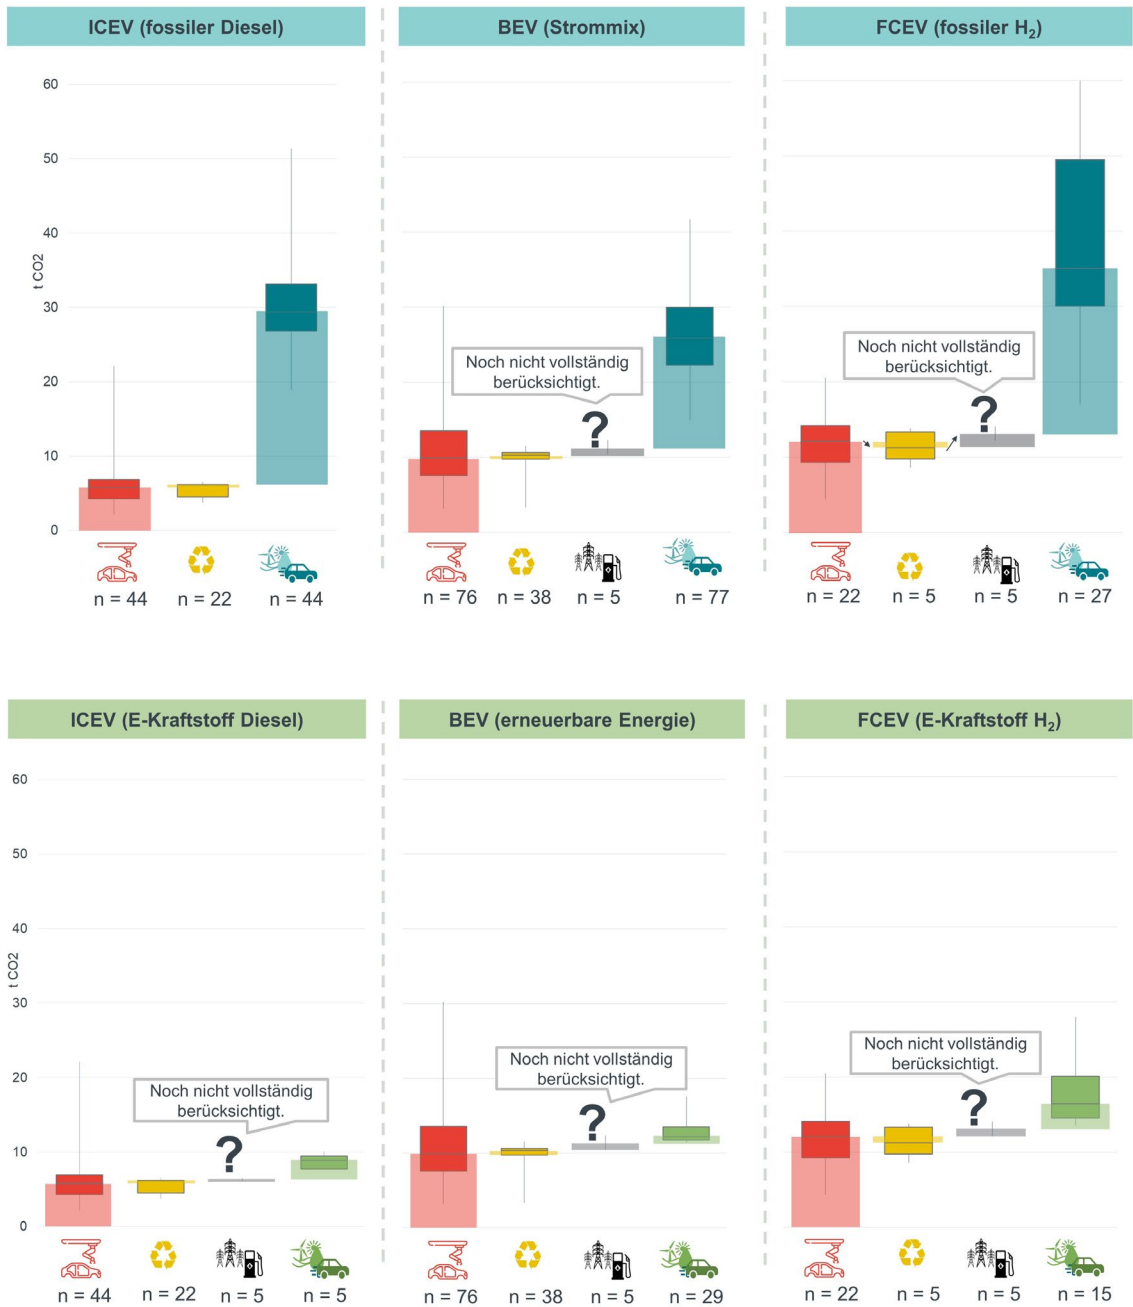 ICEV (fossiler Diesel)
BEV (Strommix)
FCEV (fossiler H₂)
60
50
40
t CO2
30
20
10
0
Noch nicht vollständig
berücksichtigt.
?
Noch nicht vollständig
berücksichtigt.
?
n = 44
n = 22
n = 44
n = 76
n = 38
n = 5
n = 77
n = 22
n = 5
n = 5
n = 27
ICEV (E-Kraftstoff Diesel)
BEV (erneuerbare Energie)
FCEV (E-Kraftstoff H₂)
60
50
40
t CO2
30
20
10
0
Noch nicht vollständig
berücksichtigt.
?
Noch nicht vollständig
berücksichtigt.
?
Noch nicht vollständig
berücksichtigt.
?
n = 44
n = 22
n = 5
n = 5
n = 76
n = 38
n = 5
n = 29
n = 22
n = 5
n = 5
n = 15